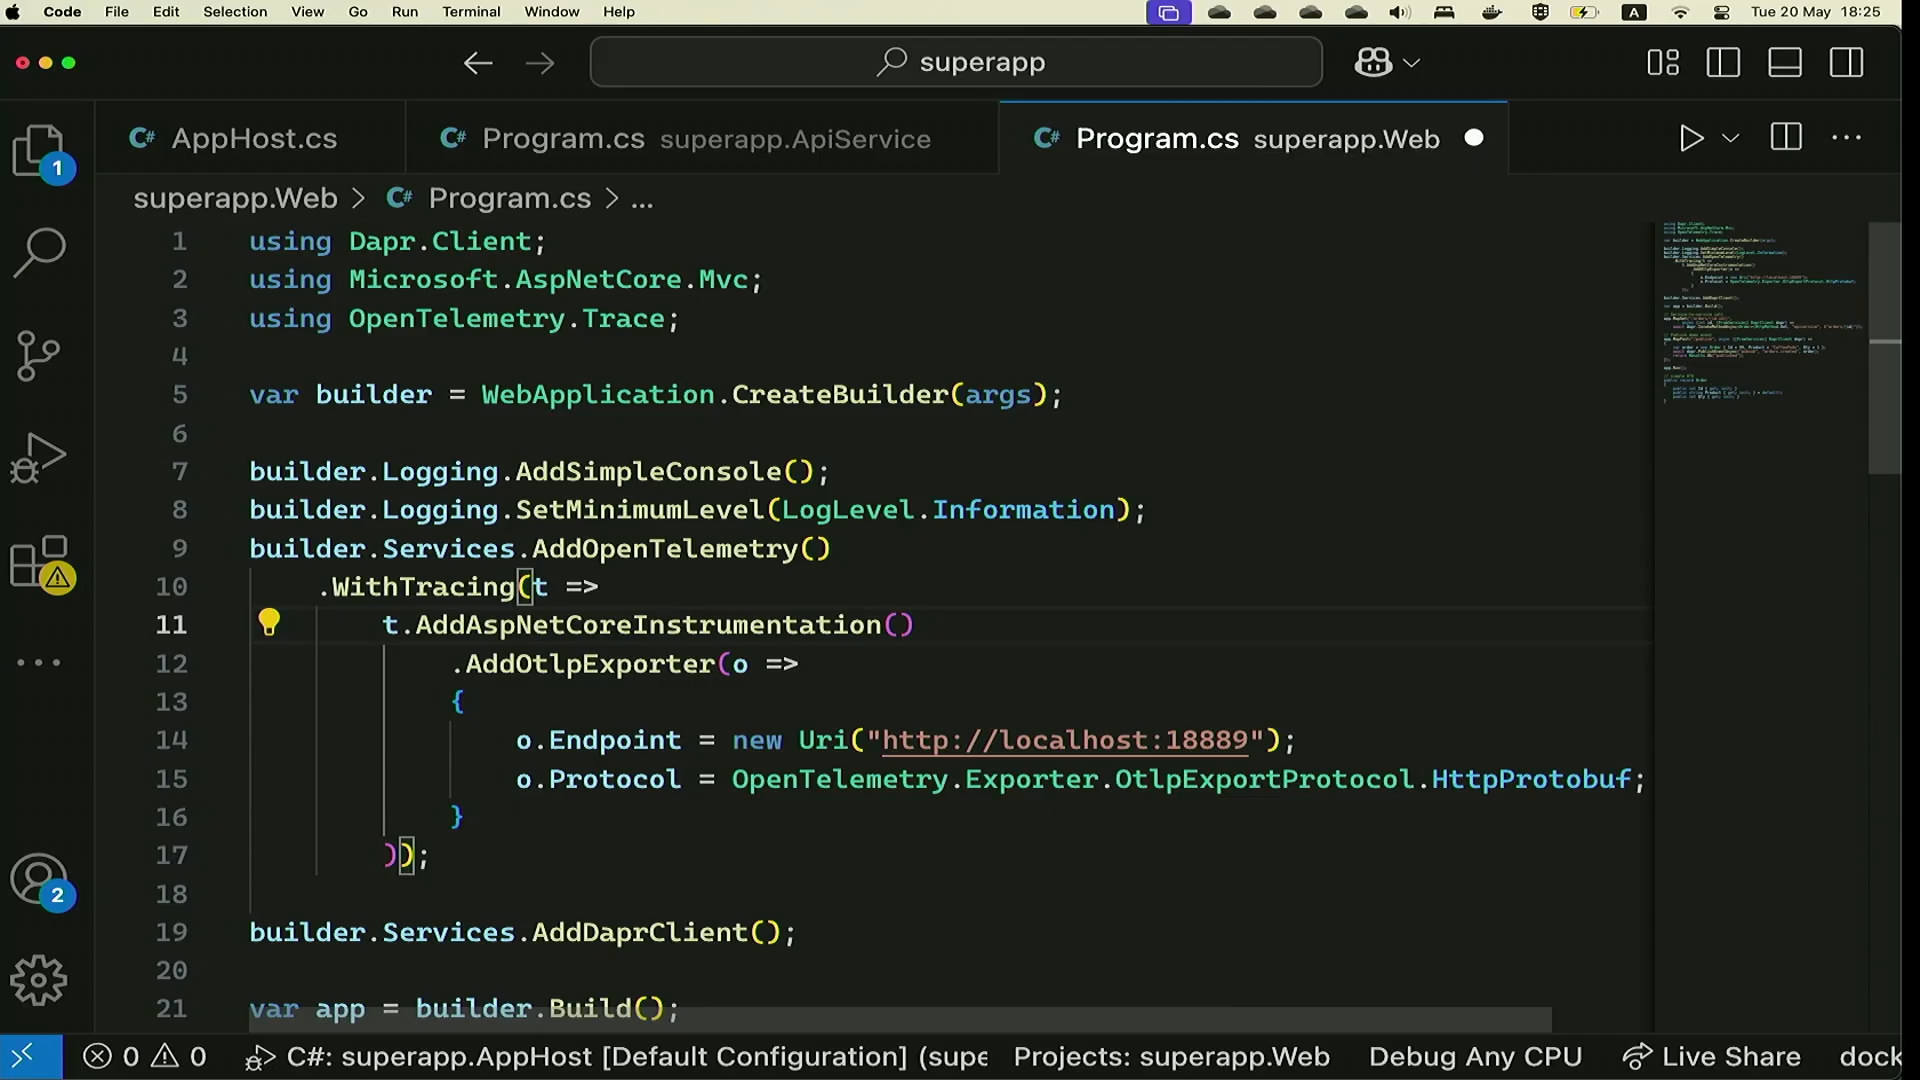 Code File Edit Selection View Go Run Terminal Window Help A Tue 20 May 18:25
superapp
C# AppHost.cs C# Program.cs superapp.ApiService C# Program.cs superapp.Web
1
superapp.Web > C# Program.cs > ...
1 using Dapr.Client;
2 using Microsoft.AspNetCore.Mvc;
3 using OpenTelemetry.Trace;
4
5 var builder = WebApplication.CreateBuilder(args);
6
7 builder.Logging.AddSimpleConsole();
8 builder.Logging.SetMinimumLevel(LogLevel.Information);
9 builder.Services.AddOpenTelemetry()
10 .WithTracing(t =>
11 t.AddAspNetCoreInstrumentation()
12 .AddOtlpExporter(o =>
13 {
14 o.Endpoint = new Uri("http://localhost:18889");
15 o.Protocol = OpenTelemetry.Exporter.OtlpExportProtocol.HttpProtobuf;
16 }
17 ));
18
2
19 builder.Services.AddDaprClient();
20
21 var app = builder.Build();
0 0 C#: superapp.AppHost [Default Configuration] (supe Projects: superapp.Web Debug Any CPU Live Share dock